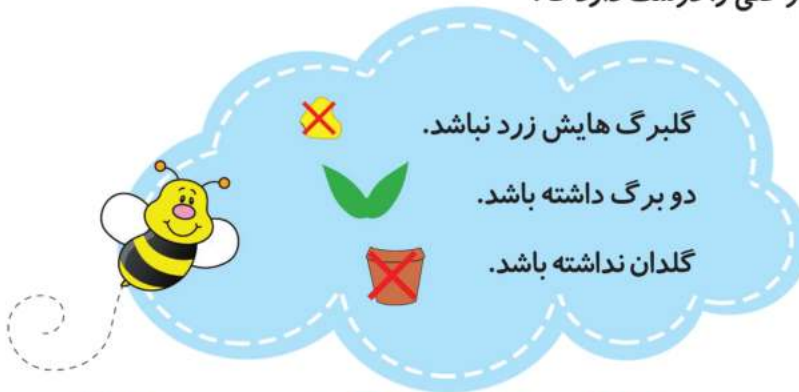 گلبرگ هایش زرد نباشد.
دو برگ داشته باشد.
گلدان نداشته باشد.